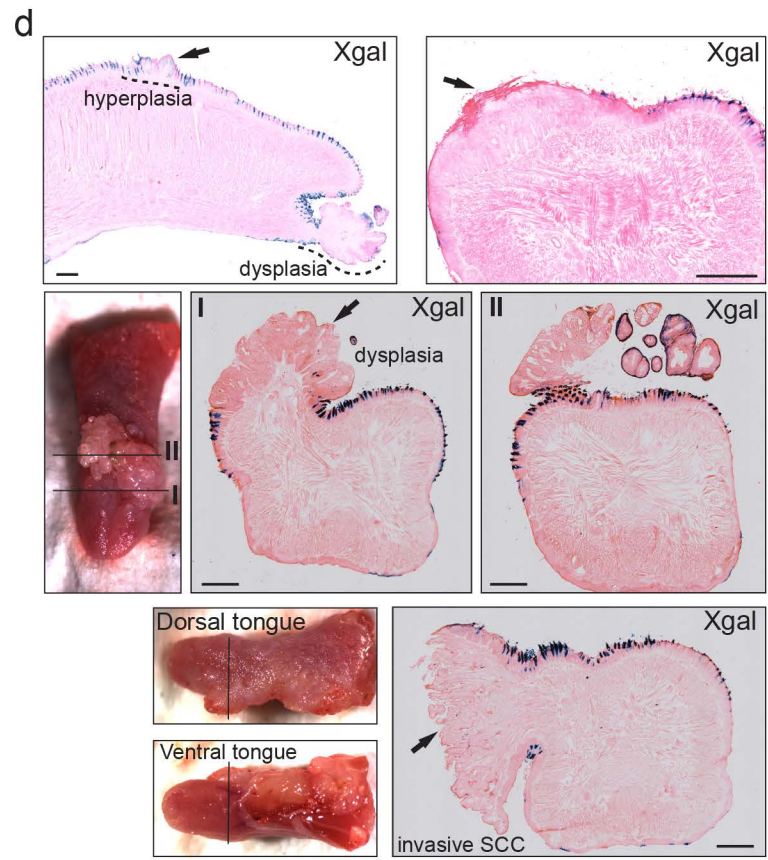 d
Xgal
hyperplasia
dysplasia
Xgal
II
I
I
Xgal
dysplasia
II
Xgal
Dorsal tongue
Ventral tongue
Xgal
invasive SCC